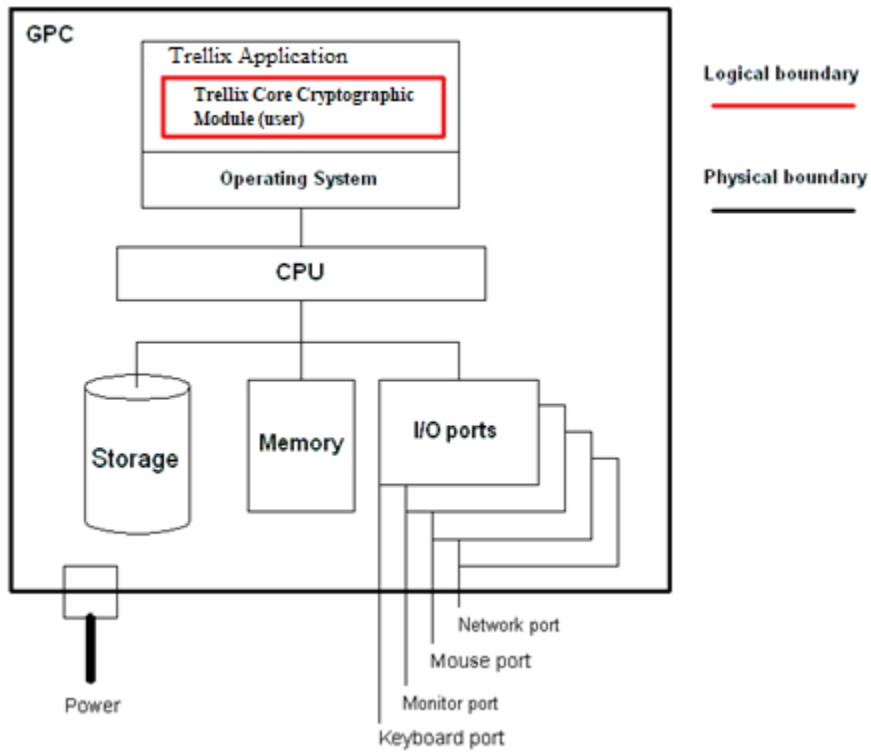 GPC
Trellix Application
Trellix Core Cryptographic
Module (user)
Operating System
CPU
Storage
Memory
I/O ports
Network port
Mouse port
Monitor port
Keyboard port
Power
Logical boundary
Physical boundary